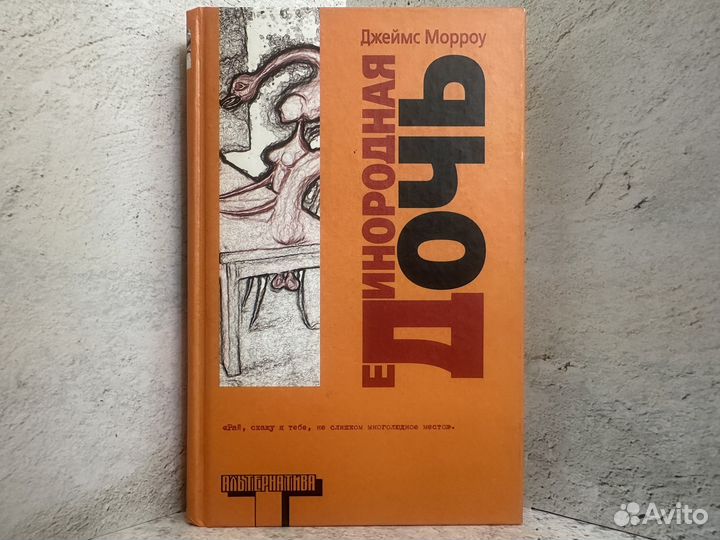 Джеймс Морроу
ЕДИНОРОДНАЯ
ДОЧЬ
«Рай, скажу я тебе, не слишком многолюдное место».
АЛЬТЕРНАТИВА
Avito